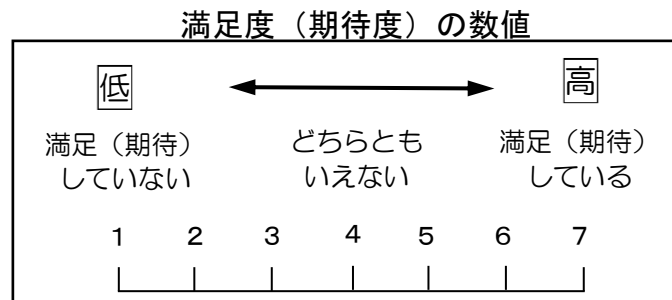 満足度（期待度）の数値
低 高
満足（期待） どちらとも 満足（期待）
していない いえない している
1 2 3 4 5 6 7